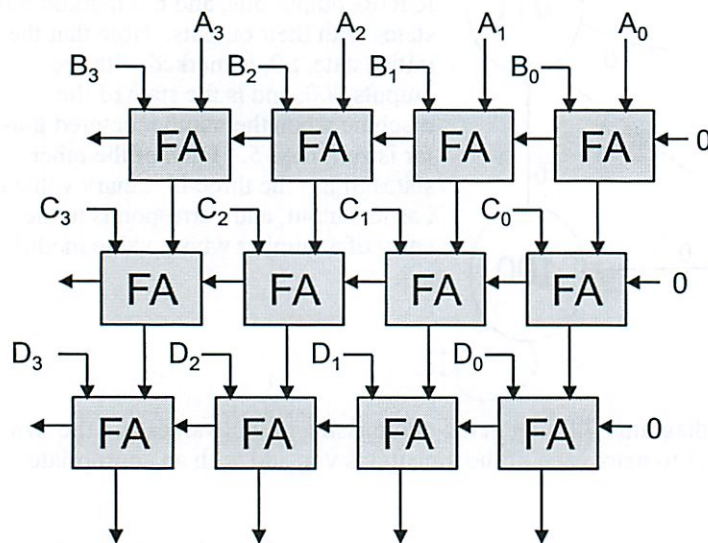 A₃ A₂ A₁ A₀
B₃ B₂ B₁ B₀
FA FA FA FA 0
C₃ C₂ C₁ C₀
FA FA FA FA 0
D₃ D₂ D₁ D₀
FA FA FA FA 0